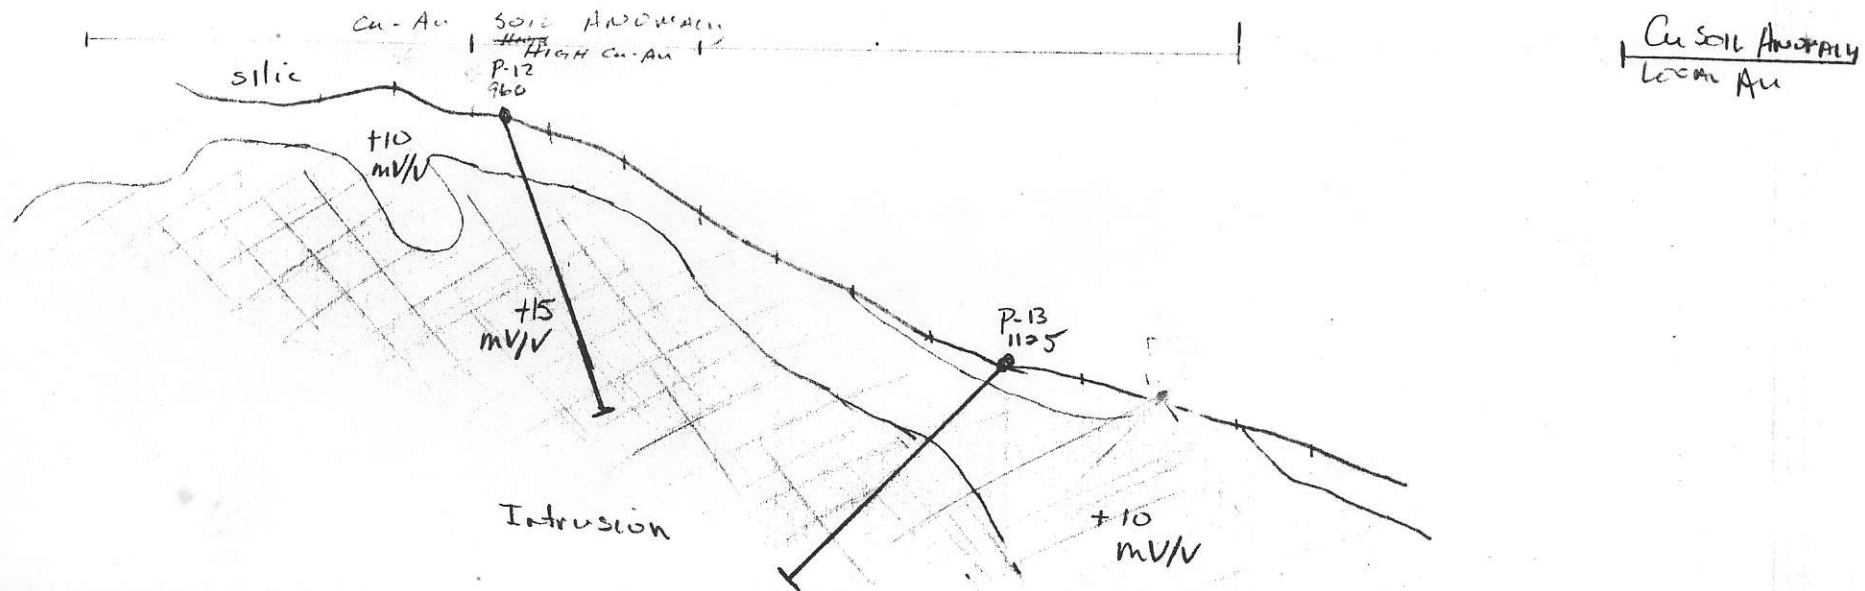 Cu-Au SOIL ANOMALY
HIGH Cu-Au
P-12
960
silic
+10
mV/V
+15
mV/V
P-13
1125
Intrusion
+10
mV/V
Cu SOIL ANOMALY
LOCAL Au